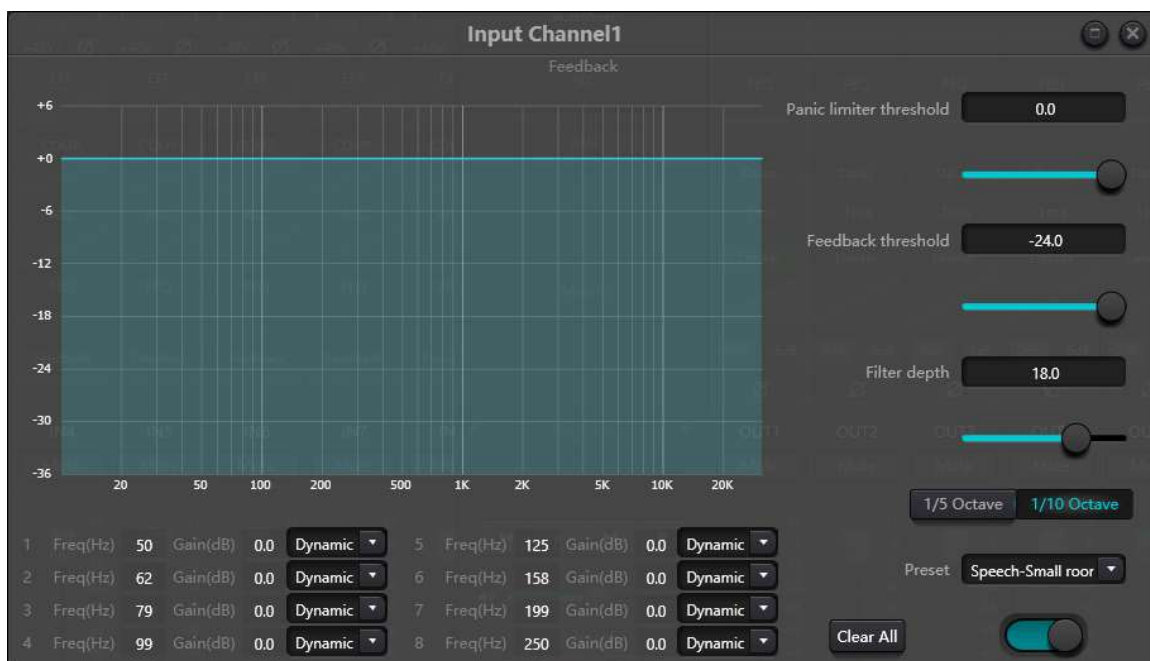 Input Channel1
Feedback
+6
+0
-6
-12
-18
-24
-30
-36
20 50 100 200 500 1K 2K 5K 10K 20K
Panic limiter threshold 0.0
Feedback threshold -24.0
Filter depth 18.0
1/5 Octave 1/10 Octave
Preset Speech-Small roor
1 Freq(Hz) 50 Gain(dB) 0.0 Dynamic 5 Freq(Hz) 125 Gain(dB) 0.0 Dynamic
2 Freq(Hz) 62 Gain(dB) 0.0 Dynamic 6 Freq(Hz) 158 Gain(dB) 0.0 Dynamic
3 Freq(Hz) 79 Gain(dB) 0.0 Dynamic 7 Freq(Hz) 199 Gain(dB) 0.0 Dynamic
4 Freq(Hz) 99 Gain(dB) 0.0 Dynamic 8 Freq(Hz) 250 Gain(dB) 0.0 Dynamic
Clear All
OUT1 OUT2